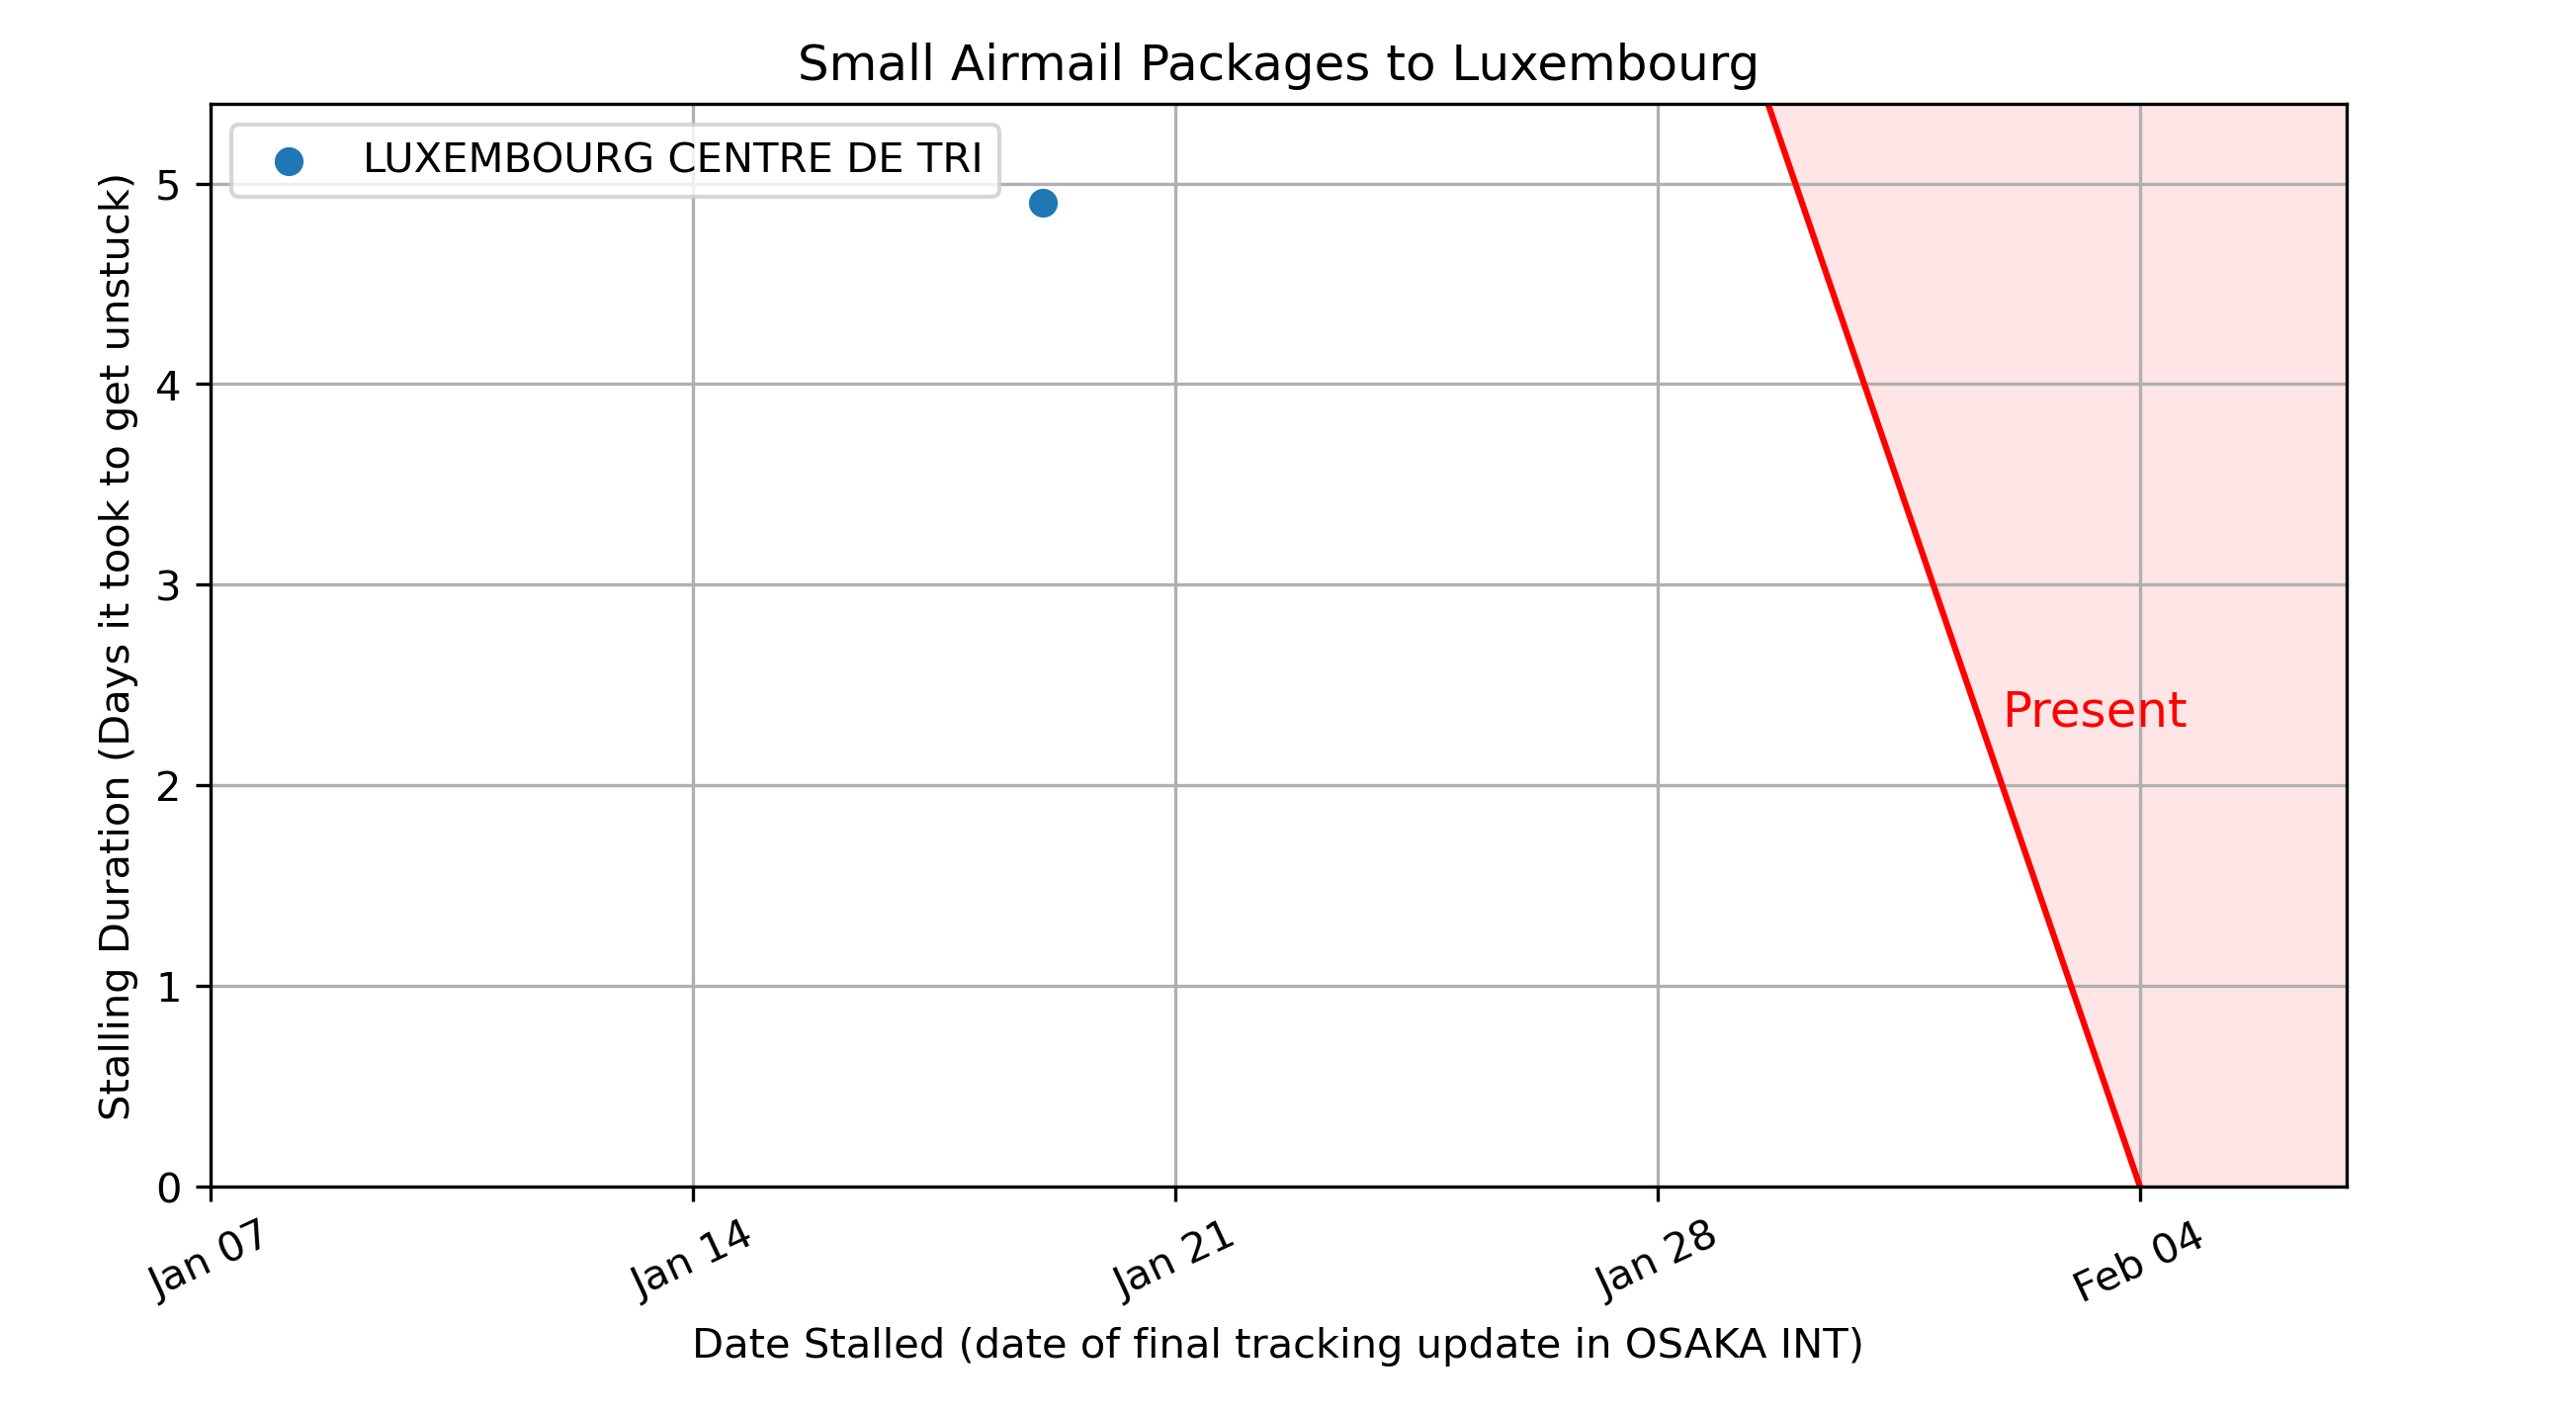 Small Airmail Packages to Luxembourg
LUXEMBOURG CENTRE DE TRI
Stalling Duration (Days it took to get unstuck)
5
4
3
2
1
0
Present
Jan 07
Jan 14
Jan 21
Jan 28
Feb 04
Date Stalled (date of final tracking update in OSAKA INT)